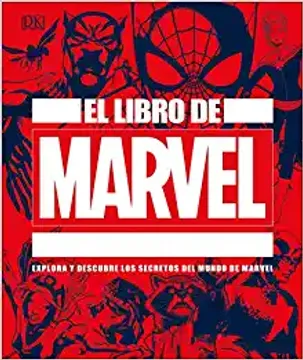 DK
EL LIBRO DE
MARVEL
EXPLORA Y DESCUBRE LOS SECRETOS DEL MUNDO DE MARVEL